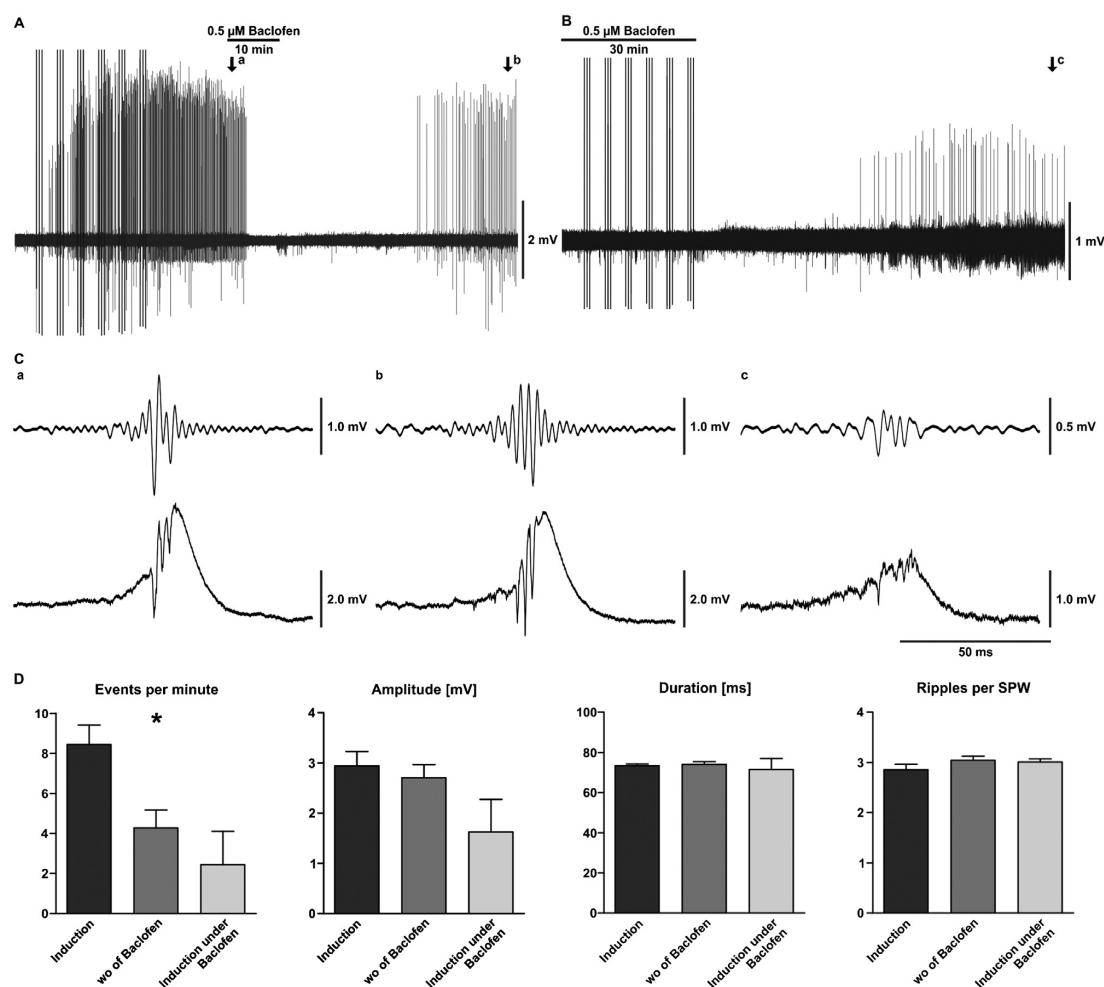 A
0.5 µM Baclofen
10 min
a
b
2 mV
B
0.5 µM Baclofen
30 min
c
1 mV
C
a
1.0 mV
2.0 mV
b
1.0 mV
2.0 mV
c
0.5 mV
1.0 mV
50 ms
D
Events per minute
10
8
6
4
2
0
*
Induction
wo of Baclofen
Induction under
Baclofen
Amplitude [mV]
4
3
2
1
0
Induction
wo of Baclofen
Induction under
Baclofen
Duration [ms]
100
80
60
40
20
0
Induction
wo of Baclofen
Induction under
Baclofen
Ripples per SPW
4
3
2
1
0
Induction
wo of Baclofen
Induction under
Baclofen